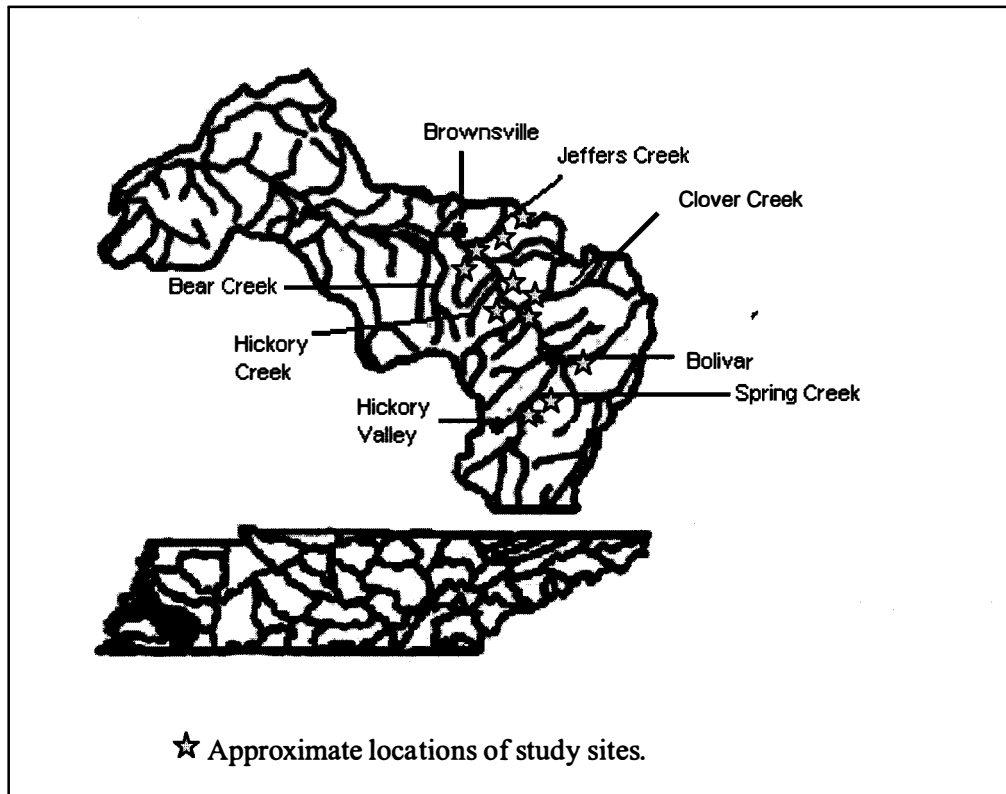 Brownsville
Jeffers Creek
Clover Creek
Bear Creek
Hickory
Creek
Bolivar
Spring Creek
Hickory
Valley
Approximate locations of study sites.